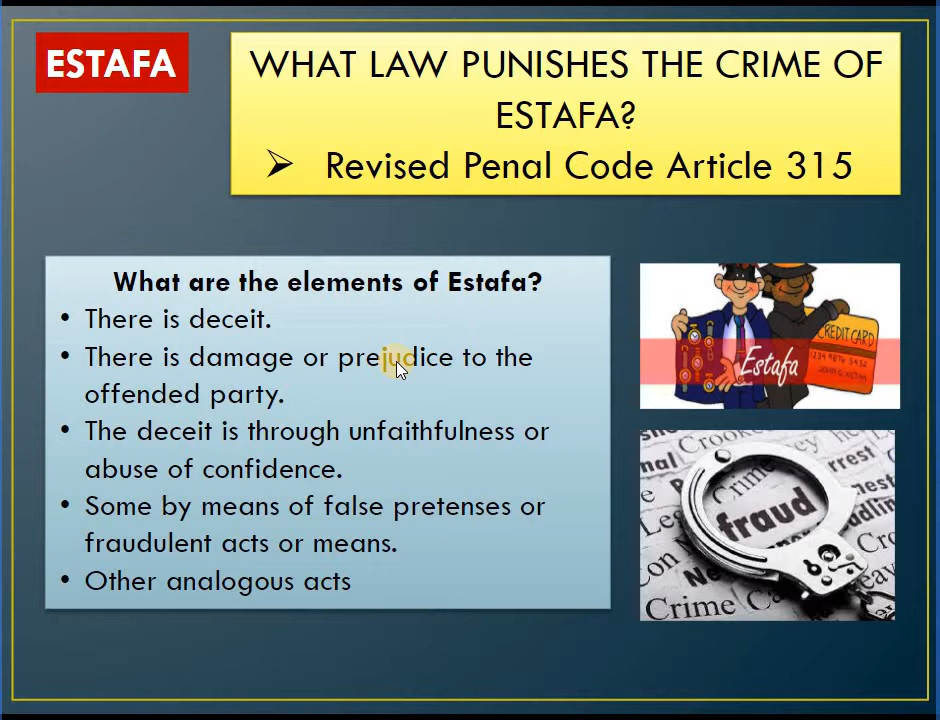 ESTAFA
WHAT LAW PUNISHES THE CRIME OF
ESTAFA?
➢ Revised Penal Code Article 315
What are the elements of Estafa?
• There is deceit.
• There is damage or prejudice to the
offended party.
• The deceit is through unfaithfulness or
abuse of confidence.
• Some by means of false pretenses or
fraudulent acts or means.
• Other analogous acts
CREDIT CARD
Estafa
Crime
rrest
fraud
Crime